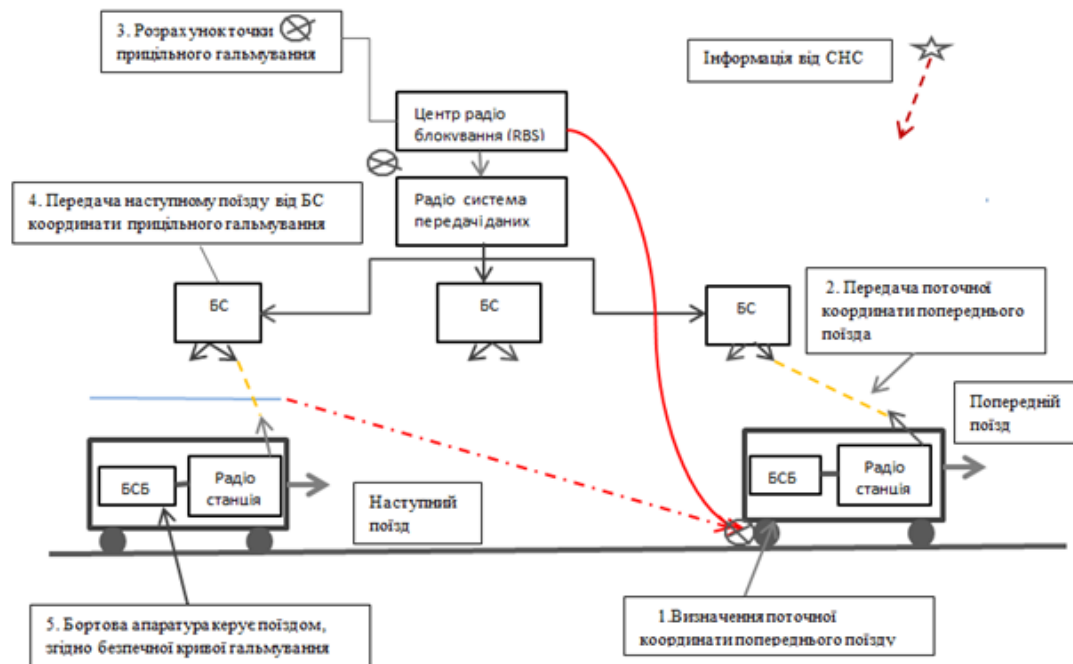 3. Розрахунок точки
прицільного гальмування
Інформація від СНС
Центр радіо
блокування (RBS)
4. Передача наступному поїзду від БС
координати прицільного гальмування
Радіо система
передачі даних
БС
БС
БС
2. Передача поточної
координати попереднього
поїзда
Попередній
поїзд
БСБ
Радіо
станція
Наступний
поїзд
БСБ
Радіо
станція
5. Бортова апаратура керує поїздом,
згідно безпечної кривої гальмування
1.Визначення поточної
координати попереднього поїзду